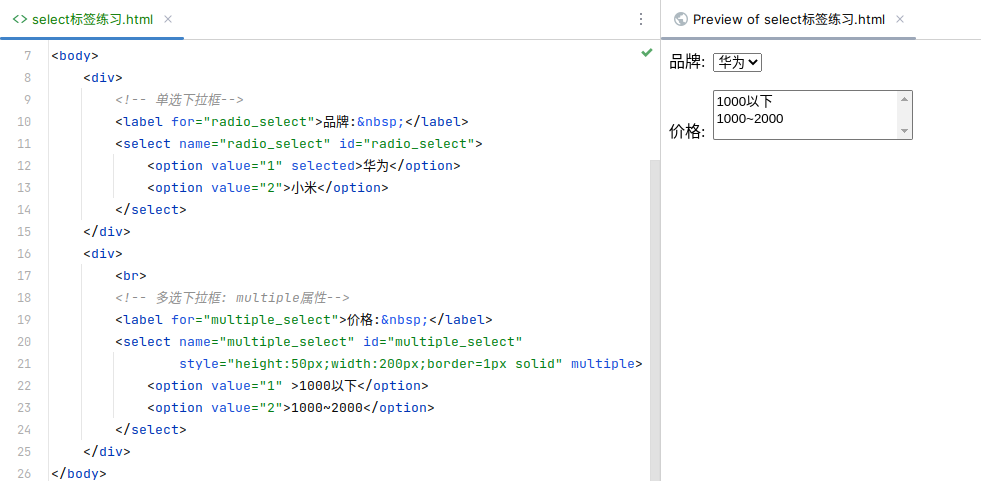 <> select标签练习.html ×
Preview of select标签练习.html ×
7 <body>
8 <div>
9 <!-- 单选下拉框-->
10 <label for="radio_select">品牌:&nbsp;</label>
11 <select name="radio_select" id="radio_select">
12 <option value="1" selected>华为</option>
13 <option value="2">小米</option>
14 </select>
15 </div>
16 <div>
17 <br>
18 <!-- 多选下拉框: multiple属性-->
19 <label for="multiple_select">价格:&nbsp;</label>
20 <select name="multiple_select" id="multiple_select"
21 style="height:50px;width:200px;border=1px solid" multiple>
22 <option value="1" >1000以下</option>
23 <option value="2">1000~2000</option>
24 </select>
25 </div>
26 </body>
品牌: 华为
1000以下
1000~2000
价格: